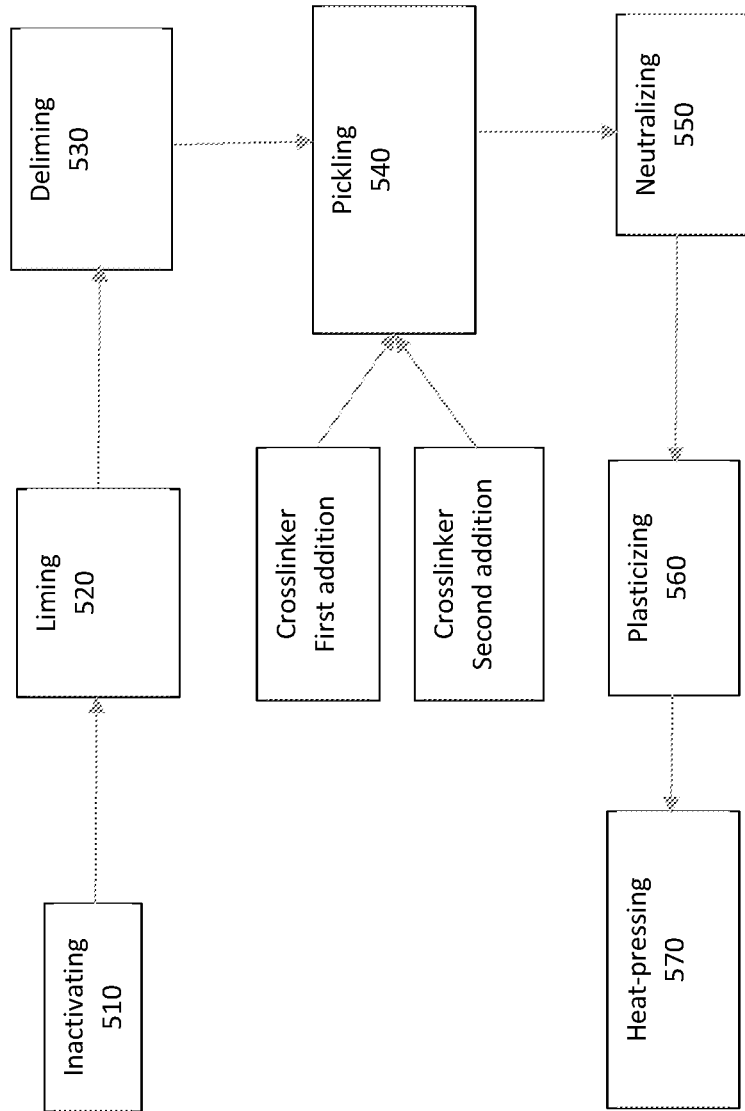 Inactivating
510
Liming
520
Deliming
530
Crosslinker
First addition
Crosslinker
Second addition
Pickling
540
Heat-pressing
570
Plasticizing
560
Neutralizing
550